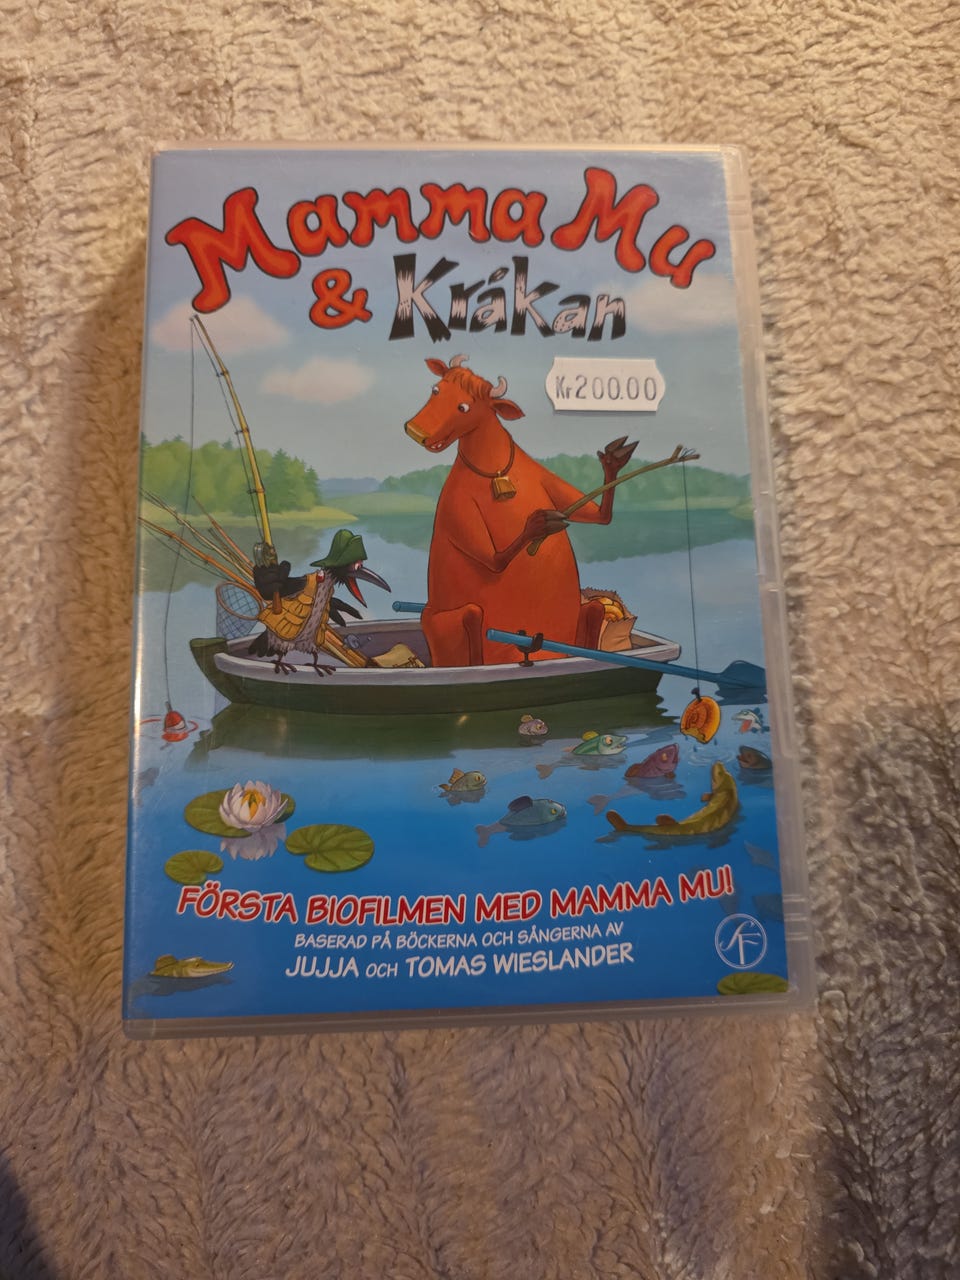 Mamma Mu
& Kråkan
Kr200.00
FÖRSTA BIOFILMEN MED MAMMA MU!
BASERAD PÅ BÖCKERNA OCH SÅNGERNA AV
JUJJA OCH TOMAS WIESLANDER
SF